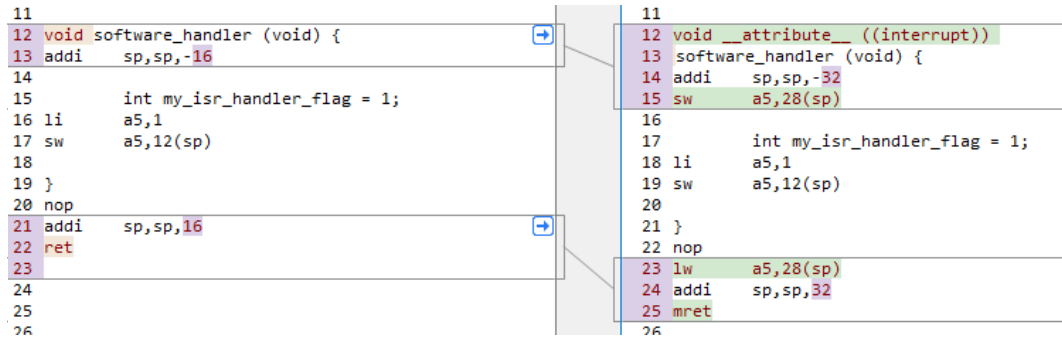 11
12 void software_handler (void) {
13 addi sp,sp,-16
14
15 int my_isr_handler_flag = 1;
16 li a5,1
17 sw a5,12(sp)
18
19 }
20 nop
21 addi sp,sp,16
22 ret
23
24
25
26
11
12 void __attribute__ ((interrupt))
13 software_handler (void) {
14 addi sp,sp,-32
15 sw a5,28(sp)
16
17 int my_isr_handler_flag = 1;
18 li a5,1
19 sw a5,12(sp)
20
21 }
22 nop
23 lw a5,28(sp)
24 addi sp,sp,32
25 mret
26